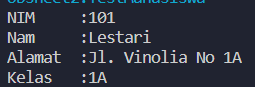 NIM     :101
Nam     :Lestari
Alamat  :Jl. Vinolia No 1A
Kelas   :1A